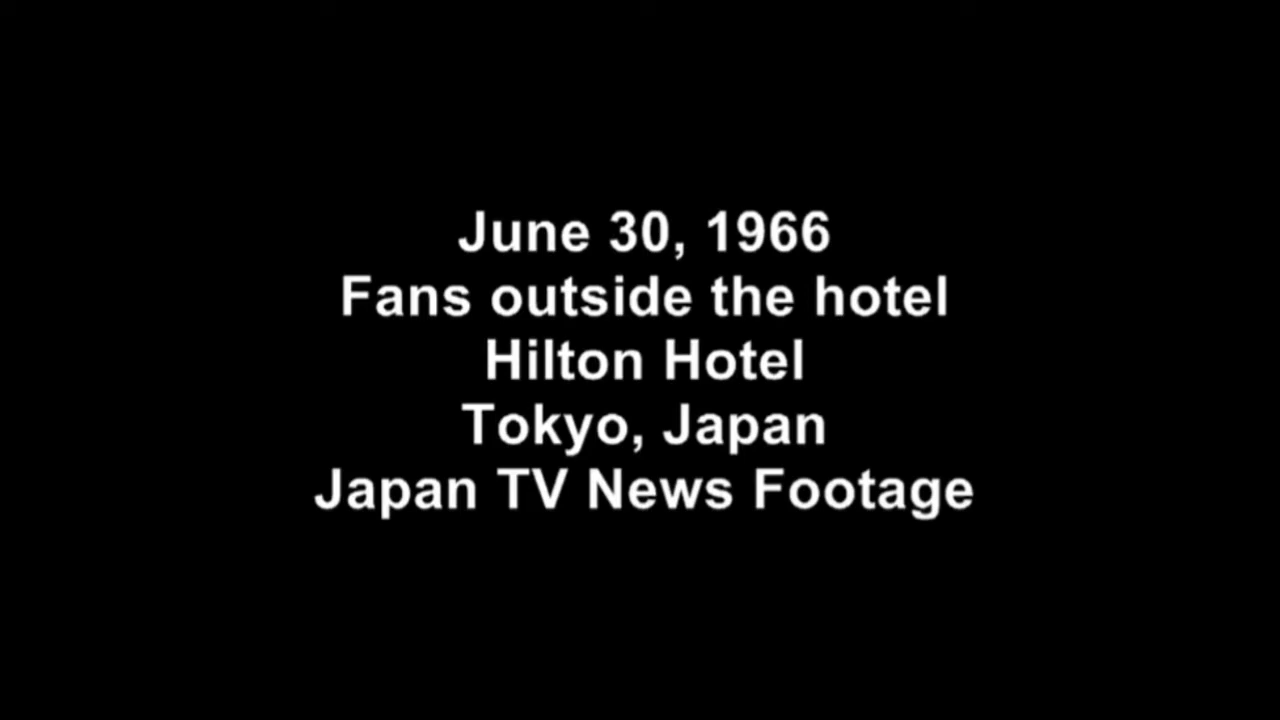 June 30, 1966
Fans outside the hotel
Hilton Hotel
Tokyo, Japan
Japan TV News Footage